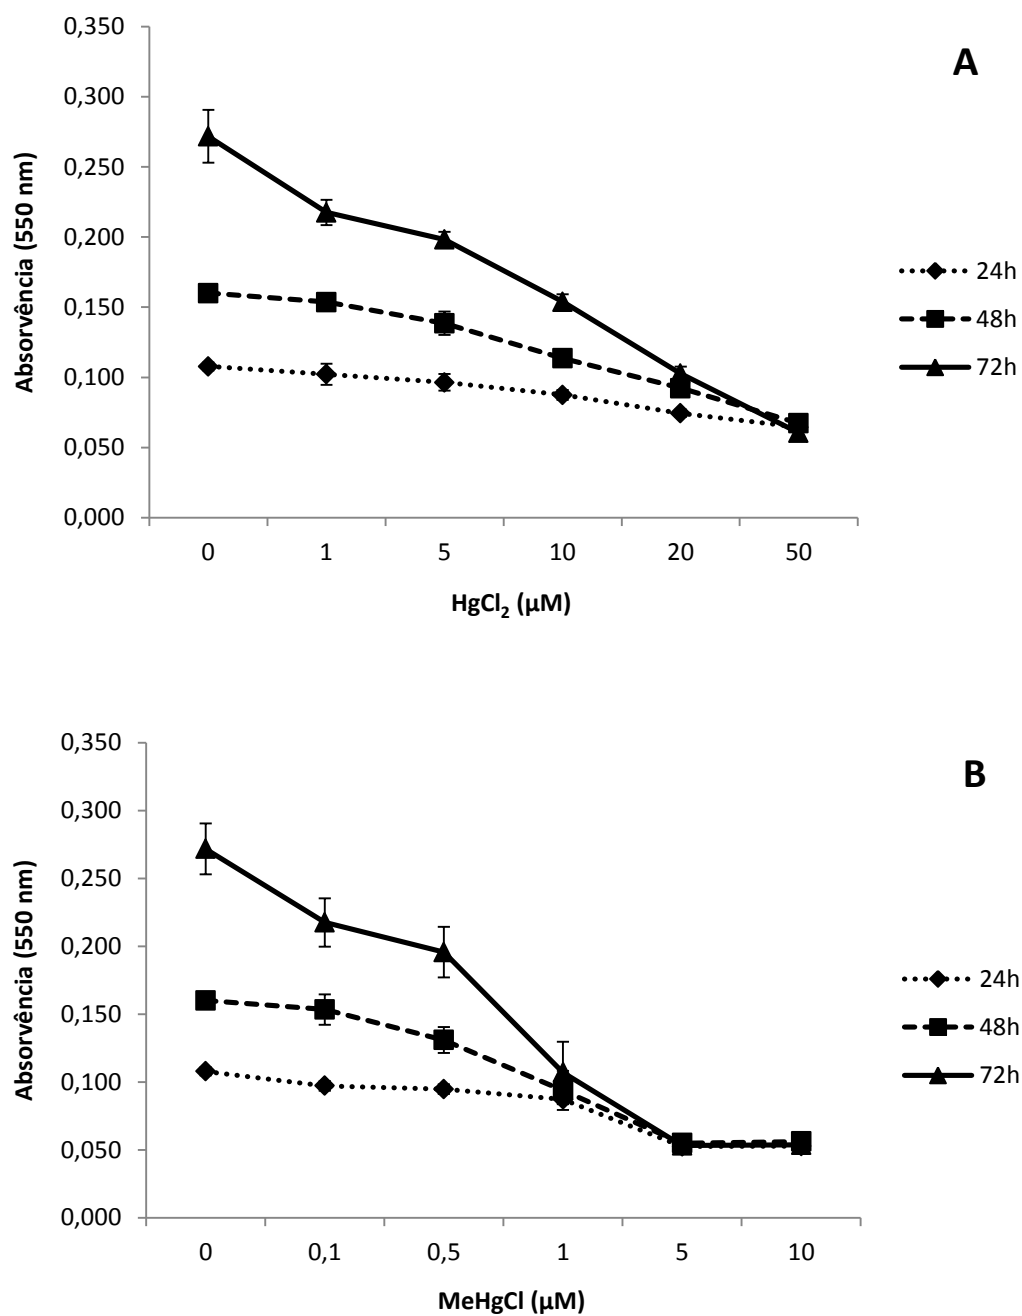 0,350
A
0,300
0,250
0,200
0,150
0,100
0,050
0,000
Absorvência (550 nm)
24h
48h
72h
0 1 5 10 20 50
HgCl₂ (µM)
0,350
B
0,300
0,250
0,200
0,150
0,100
0,050
0,000
Absorvência (550 nm)
24h
48h
72h
0 0,1 0,5 1 5 10
MeHgCl (µM)